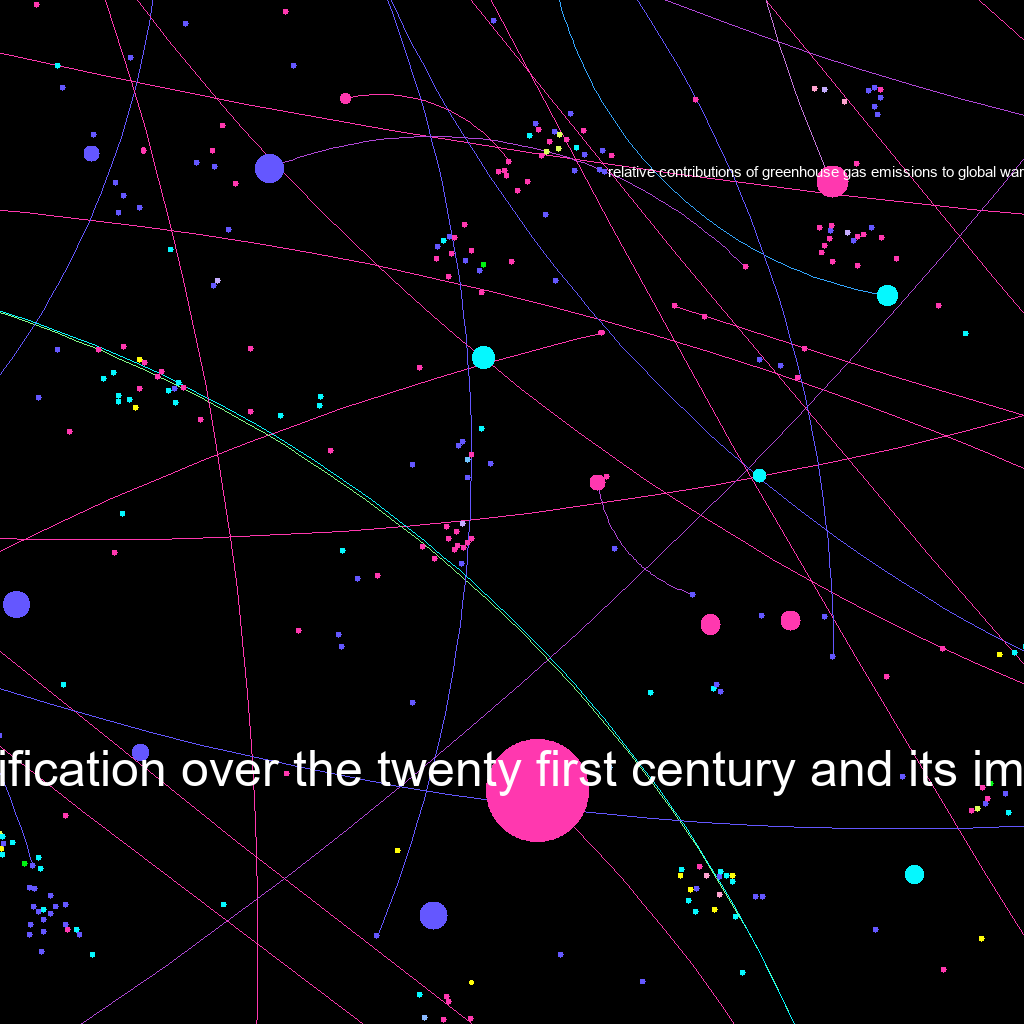 relative contributions of greenhouse gas emissions to global war
ification over the twenty first century and its im